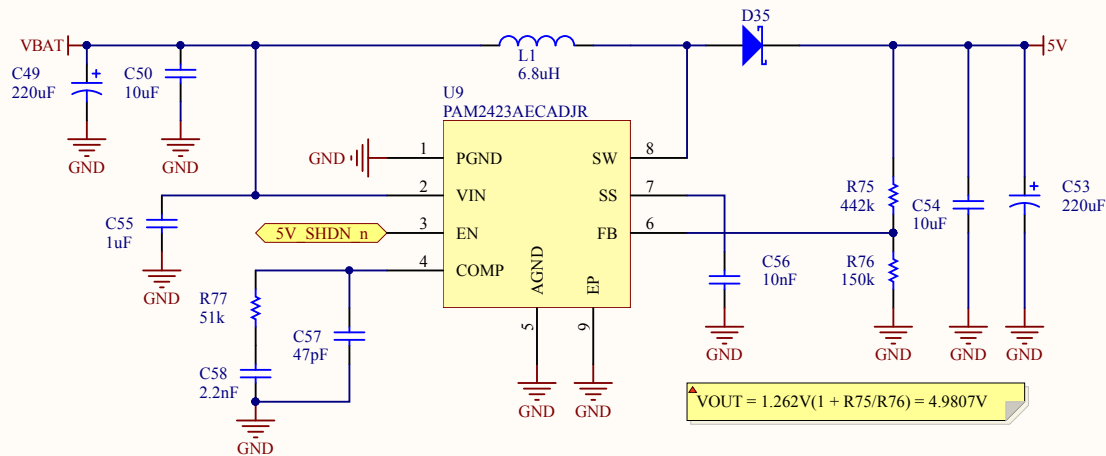 D35
VBAT
5V
C49
220uF
C50
10uF
L1
6.8uH
U9
PAM2423AECADJR
GND
GND
GND
1
PGND
SW
8
2
VIN
SS
7
3
EN
FB
6
4
COMP
AGND
EP
5
9
C55
1uF
GND
5V_SHDN_n
R75
442k
C54
10uF
C53
220uF
R76
150k
C56
10nF
R77
51k
C57
47pF
C58
2.2nF
GND
GND
GND
GND
GND
GND
GND
VOUT = 1.262V(1 + R75/R76) = 4.9807V